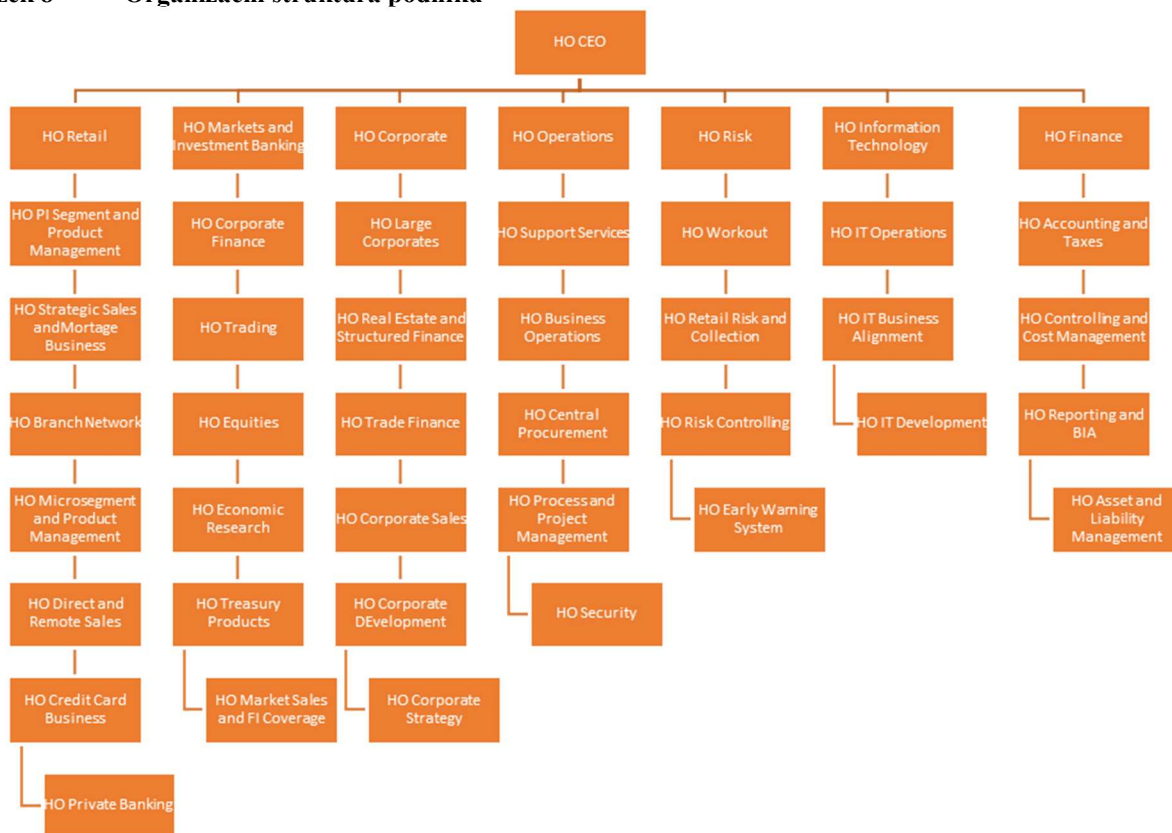 Organizační struktura podniku
HO CEO
HO Retail
HO PI Segment and
Product
Management
HO Strategic Sales
andMortage
Business
HO Branch Network
HO Microsegment
and Product
Management
HO Direct and
Remote Sales
HO Credit Card
Business
HO Private Banking
HO Markets and
Investment Banking
HO Corporate
Finance
HO Trading
HO Equities
HO Economic
Research
HO Treasury
Products
HO Market Sales
and FI Coverage
HO Corporate
HO Large
Corporates
HO Real Estate and
Structured Finance
HO Trade Finance
HO Corporate Sales
HO Corporate
DEvelopment
HO Corporate
Strategy
HO Operations
HO Support Services
HO Business
Operations
HO Central
Procurement
HO Process and
Project
Management
HO Security
HO Risk
HO Workout
HO Retail Risk and
Collection
HO Risk Controlling
HO Early Warning
System
HO Information
Technology
HO IT Operations
HO IT Business
Alignment
HO IT Development
HO Finance
HO Accounting and
Taxes
HO Controlling and
Cost Management
HO Reporting and
BIA
HO Asset and
Liability
Management